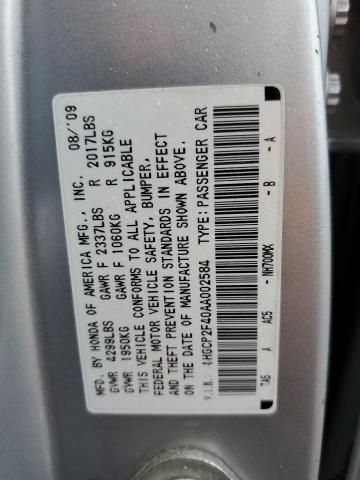 MFD. BY HONDA OF AMERICA MFG., INC. 08/'09
GVWR 4299LBS GAWR F 2337LBS R 2017LBS
GVWR 1950KG GAWR F 1060KG R 915KG
THIS VEHICLE CONFORMS TO ALL APPLICABLE
FEDERAL MOTOR VEHICLE SAFETY, BUMPER,
AND THEFT PREVENTION STANDARDS IN EFFECT
ON THE DATE OF MANUFACTURE SHOWN ABOVE.
V.I.N.: 1HGCP2F40AA002584 TYPE: PASSENGER CAR
TA6 A AC5 NH700MX - B - A